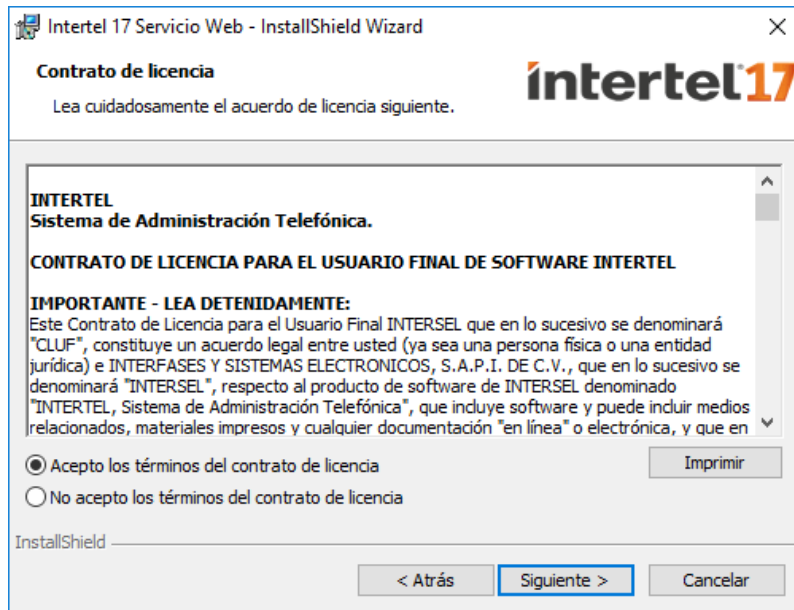 Intertel 17 Servicio Web - InstallShield Wizard
Contrato de licencia
Lea cuidadosamente el acuerdo de licencia siguiente.
intertel 17
INTERTEL
Sistema de Administración Telefónica.
CONTRATO DE LICENCIA PARA EL USUARIO FINAL DE SOFTWARE INTERTEL
IMPORTANTE - LEA DETENIDAMENTE:
Este Contrato de Licencia para el Usuario Final INTERSEL que en lo sucesivo se denominará
"CLUF", constituye un acuerdo legal entre usted (ya sea una persona física o una entidad
jurídica) e INTERFASES Y SISTEMAS ELECTRONICOS, S.A.P.I. DE C.V., que en lo sucesivo se
denominará "INTERSEL", respecto al producto de software de INTERSEL denominado
"INTERTEL, Sistema de Administración Telefónica", que incluye software y puede incluir medios
relacionados, materiales impresos y cualquier documentación "en línea" o electrónica, y que en
Acepto los términos del contrato de licencia
Imprimir
No acepto los términos del contrato de licencia
InstallShield
< Atrás
Siguiente >
Cancelar